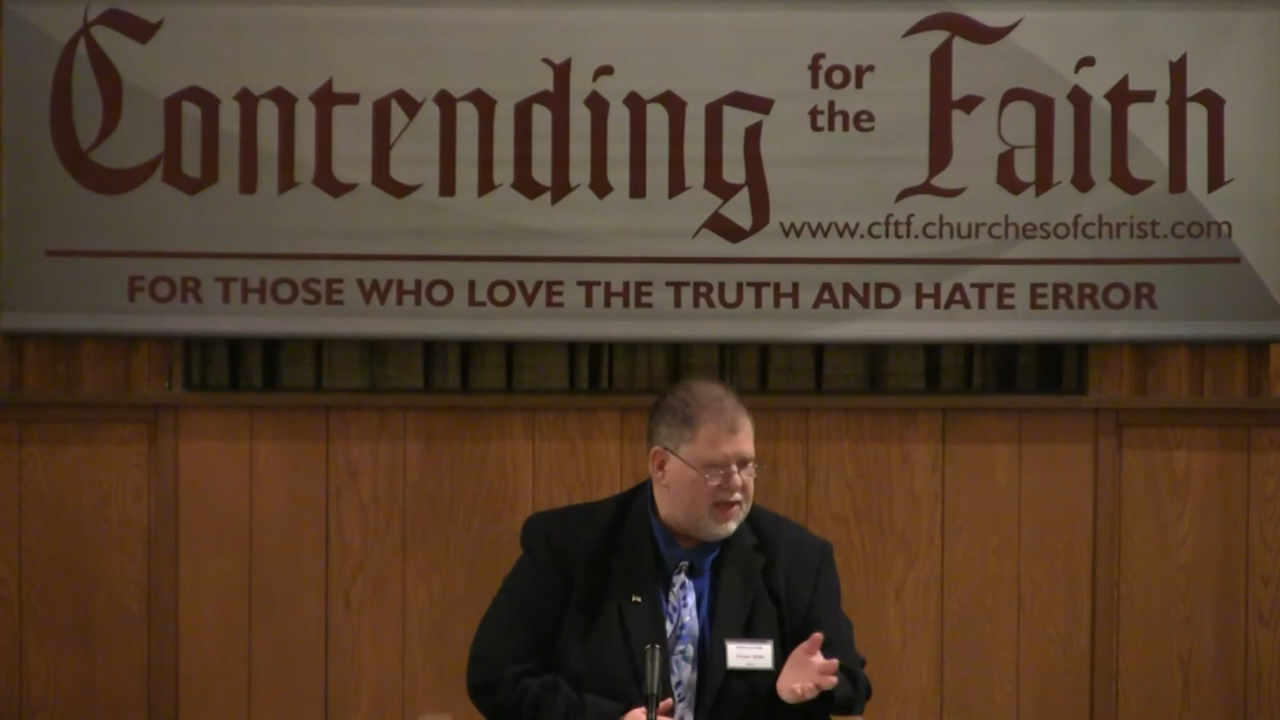 Contending for the Faith
www.cftf.churchesofchrist.com
FOR THOSE WHO LOVE THE TRUTH AND HATE ERROR